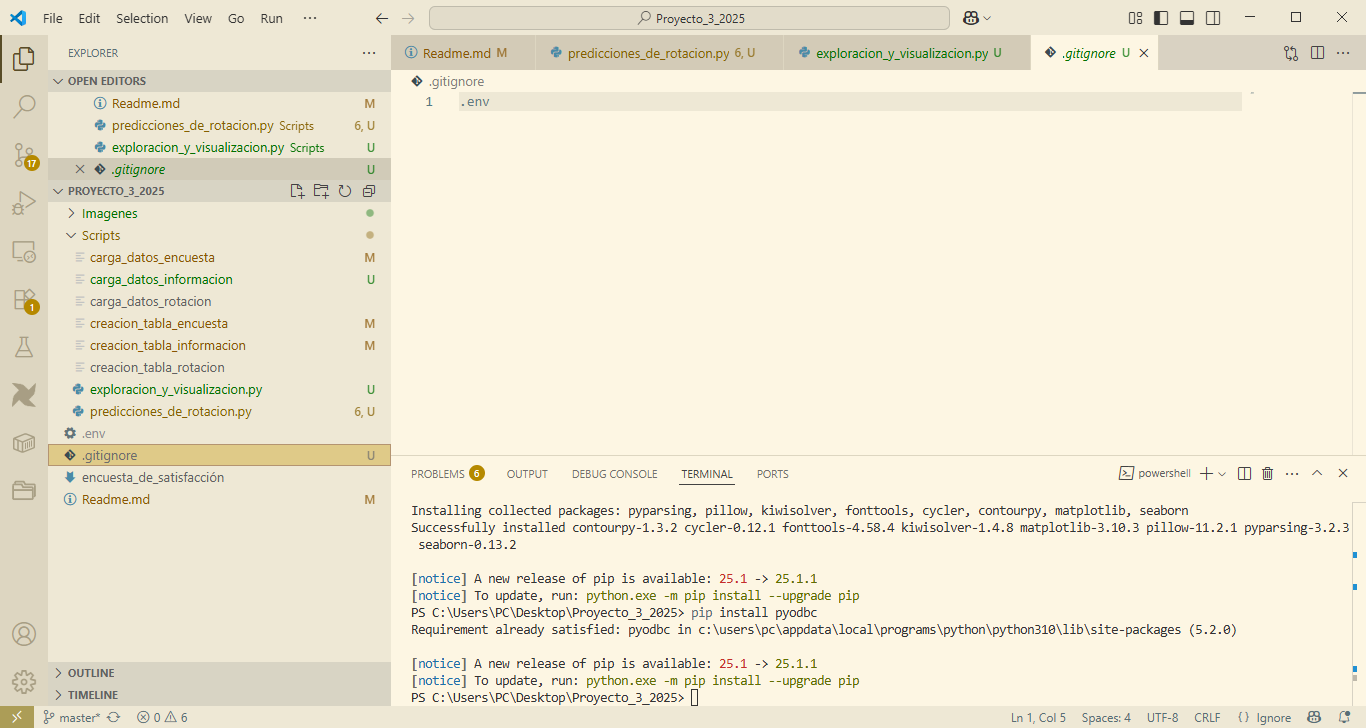 File Edit Selection View Go Run ··· Proyecto_3_2025
EXPLORER
Readme.md M predicciones_de_rotacion.py 6, U exploracion_y_visualizacion.py U .gitignore U
OPEN EDITORS
Readme.md M
predicciones_de_rotacion.py Scripts 6, U
exploracion_y_visualizacion.py Scripts U
.gitignore U
PROYECTO_3_2025
Imagenes
Scripts
carga_datos_encuesta M
carga_datos_informacion U
carga_datos_rotacion
creacion_tabla_encuesta M
creacion_tabla_informacion M
creacion_tabla_rotacion
exploracion_y_visualizacion.py U
predicciones_de_rotacion.py 6, U
.env
.gitignore U
encuesta_de_satisfacción
Readme.md M
OUTLINE
TIMELINE
17
1
.gitignore
1 .env
PROBLEMS 6 OUTPUT DEBUG CONSOLE TERMINAL PORTS powershell
Installing collected packages: pyparsing, pillow, kiwisolver, fonttools, cycler, contourpy, matplotlib, seaborn
Successfully installed contourpy-1.3.2 cycler-0.12.1 fonttools-4.58.4 kiwisolver-1.4.8 matplotlib-3.10.3 pillow-11.2.1 pyparsing-3.2.3
seaborn-0.13.2
[notice] A new release of pip is available: 25.1 -> 25.1.1
[notice] To update, run: python.exe -m pip install --upgrade pip
PS C:\Users\PC\Desktop\Proyecto_3_2025> pip install pyodbc
Requirement already satisfied: pyodbc in c:\users\pc\appdata\local\programs\python\python310\lib\site-packages (5.2.0)
[notice] A new release of pip is available: 25.1 -> 25.1.1
[notice] To update, run: python.exe -m pip install --upgrade pip
PS C:\Users\PC\Desktop\Proyecto_3_2025>
master* 0 6 Ln 1, Col 5 Spaces: 4 UTF-8 CRLF {} Ignore